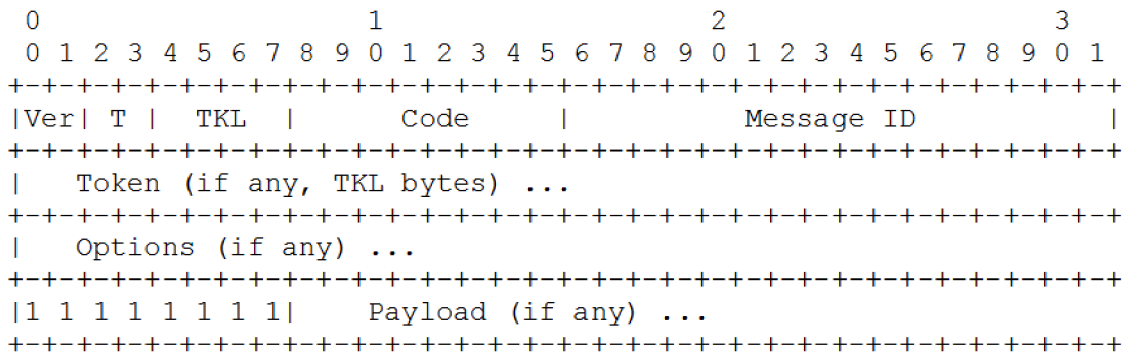 0                   1                   2                   3
 0 1 2 3 4 5 6 7 8 9 0 1 2 3 4 5 6 7 8 9 0 1 2 3 4 5 6 7 8 9 0 1
+-+-+-+-+-+-+-+-+-+-+-+-+-+-+-+-+-+-+-+-+-+-+-+-+-+-+-+-+-+-+-+-+
|Ver| T |  TKL  |      Code     |          Message ID           |
+-+-+-+-+-+-+-+-+-+-+-+-+-+-+-+-+-+-+-+-+-+-+-+-+-+-+-+-+-+-+-+-+
|   Token (if any, TKL bytes) ...
+-+-+-+-+-+-+-+-+-+-+-+-+-+-+-+-+-+-+-+-+-+-+-+-+-+-+-+-+-+-+-+-+
|   Options (if any) ...
+-+-+-+-+-+-+-+-+-+-+-+-+-+-+-+-+-+-+-+-+-+-+-+-+-+-+-+-+-+-+-+-+
|1 1 1 1 1 1 1 1|    Payload (if any) ...
+-+-+-+-+-+-+-+-+-+-+-+-+-+-+-+-+-+-+-+-+-+-+-+-+-+-+-+-+-+-+-+-+